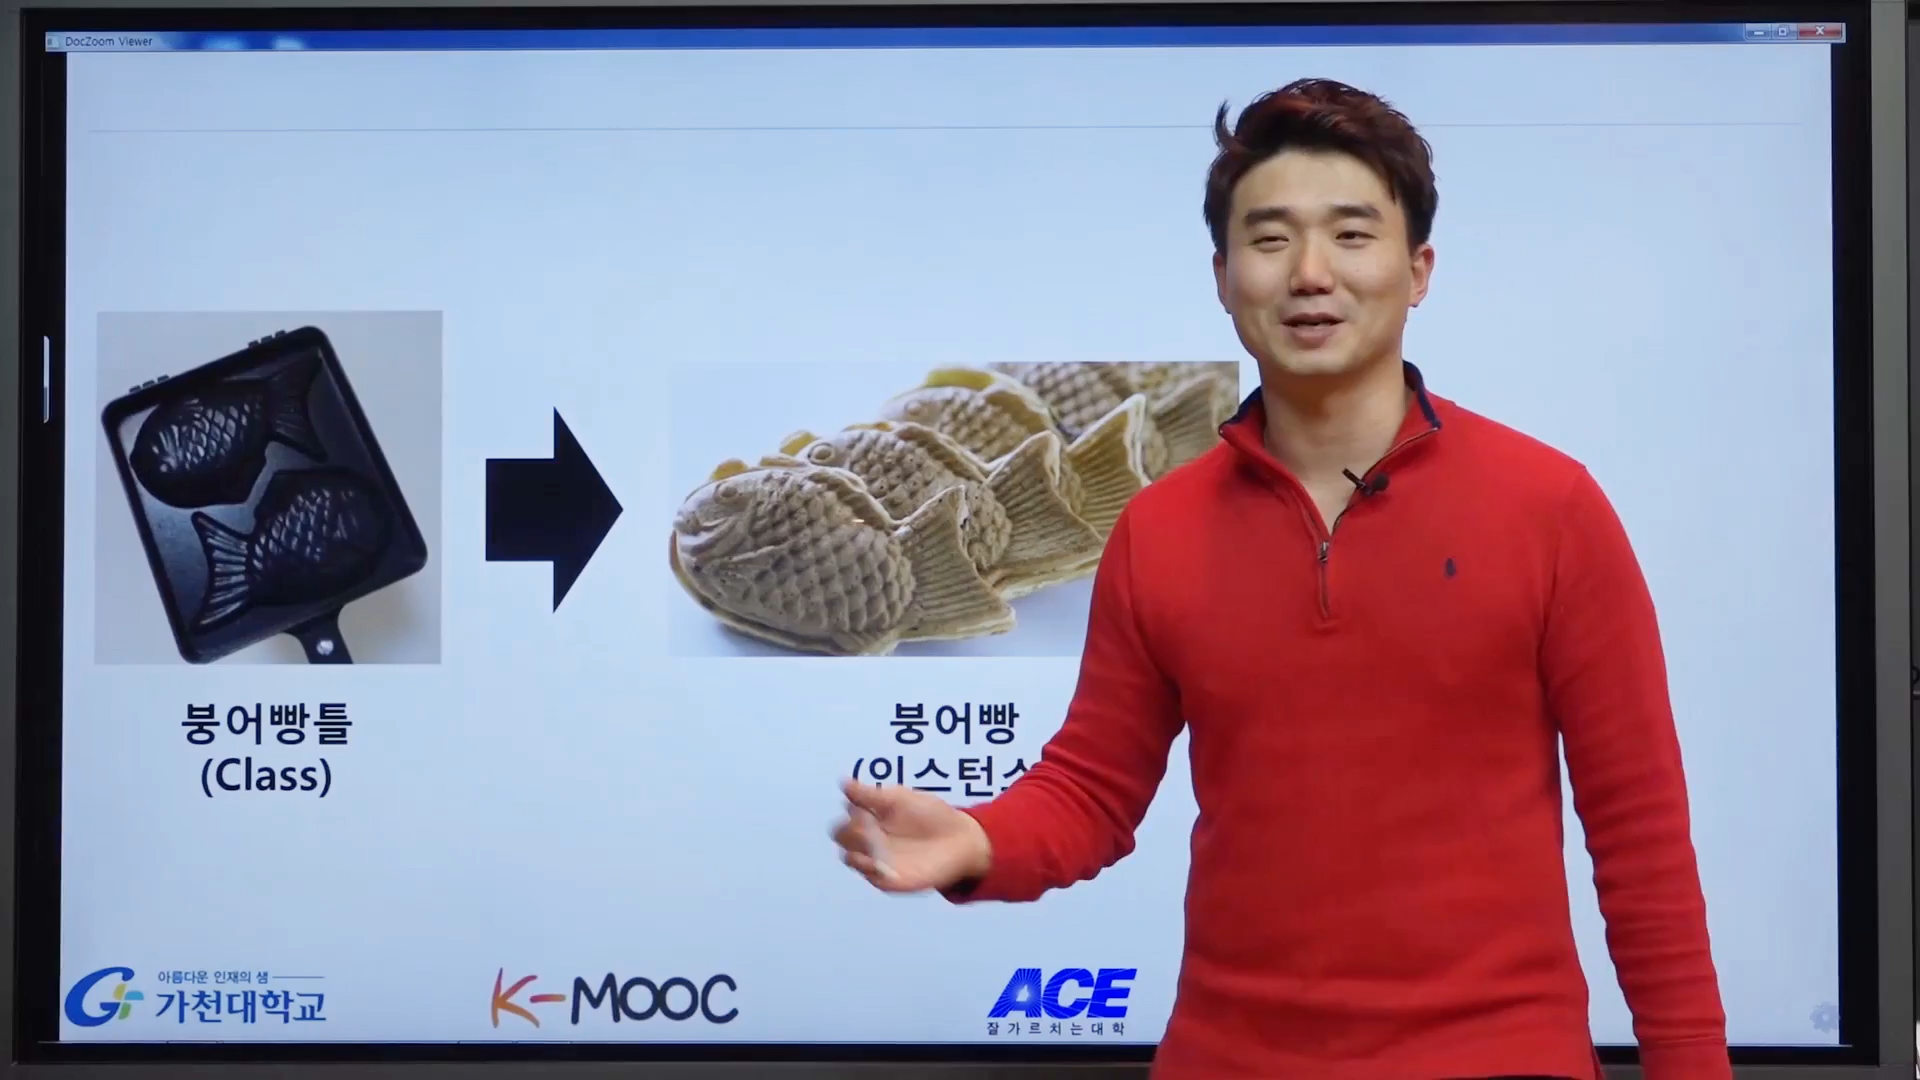 DocZoom Viewer
붕어빵틀
(Class)
붕어빵
아름다운 인재의 샘
가천대학교
K-MOOC
ACE
잘가르치는대학